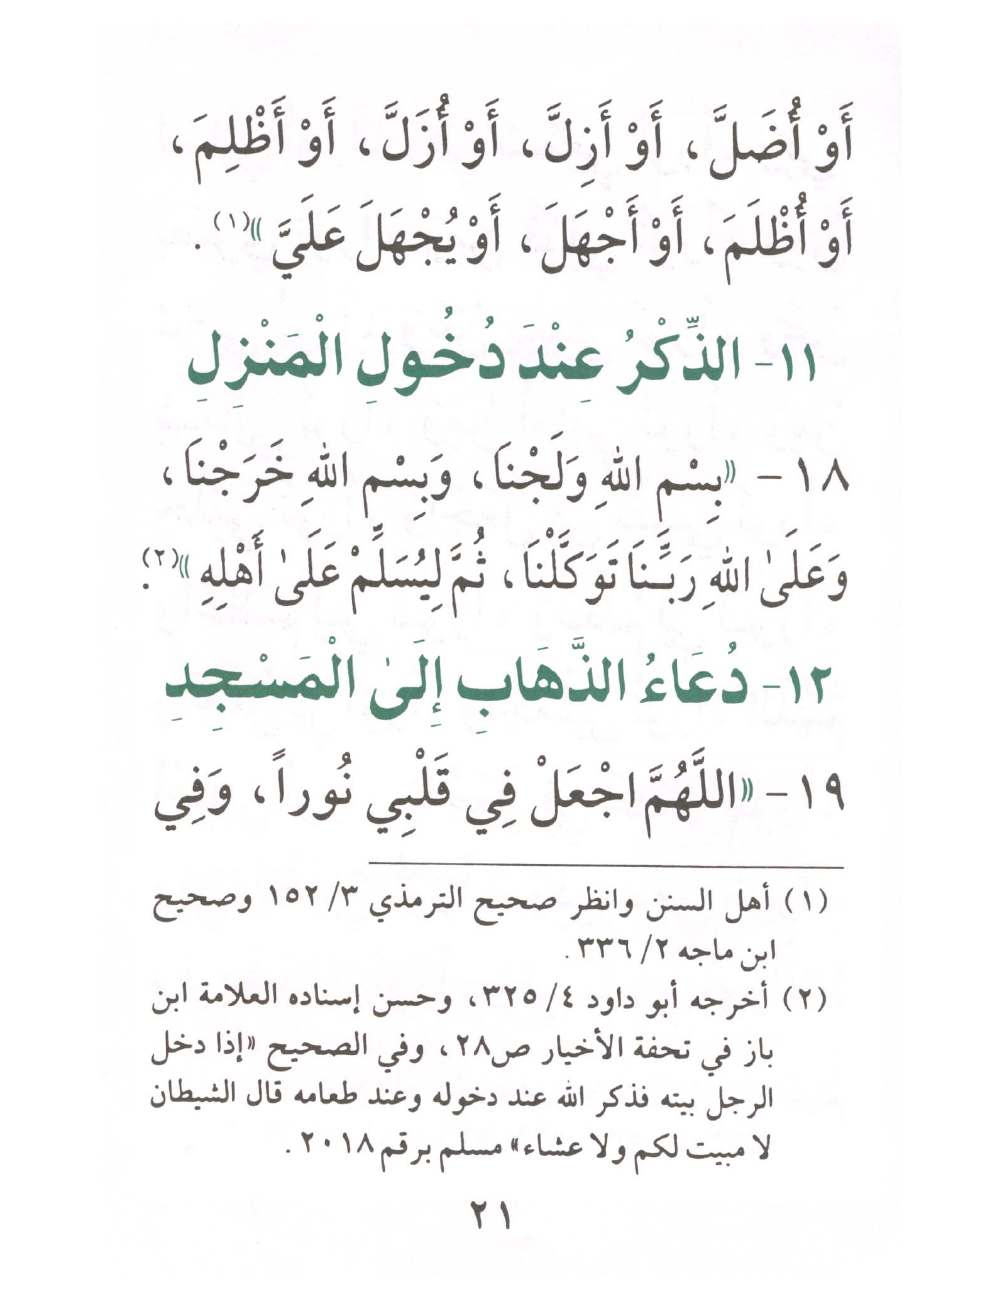 أَوْ أُضَلَّ، أَوْ أَزِلَّ، أَوْ أُزَلَّ، أَوْ أَظْلِمَ،
أَوْ أُظْلَمَ، أَوْ أَجْهَلَ، أَوْ يُجْهَلَ عَلَيَّ»(١).
١١- الذِّكْرُ عِنْدَ دُخُولِ الْمَنْزِلِ
١٨ - «بِسْمِ اللهِ وَلَجْنَا، وَبِسْمِ اللهِ خَرَجْنَا،
وَعَلَىٰ اللهِ رَبِّنَا تَوَكَّلْنَا، ثُمَّ لِيُسَلِّمْ عَلَىٰ أَهْلِهِ»(٢).
١٢- دُعَاءُ الذَّهَابِ إِلَىٰ الْمَسْجِدِ
١٩ - «اللَّهُمَّ اجْعَلْ فِي قَلْبِي نُوراً، وَفِي
(١) أهل السنن وانظر صحيح الترمذي ٣/ ١٥٢ وصحيح
ابن ماجه ٢/ ٣٣٦.
(٢) أخرجه أبو داود ٤/ ٣٢٥، وحسن إسناده العلامة ابن
باز في تحفة الأخيار ص٢٨، وفي الصحيح «إذا دخل
الرجل بيته فذكر الله عند دخوله وعند طعامه قال الشيطان
لا مبيت لكم ولا عشاء» مسلم برقم ٢٠١٨.
٢١